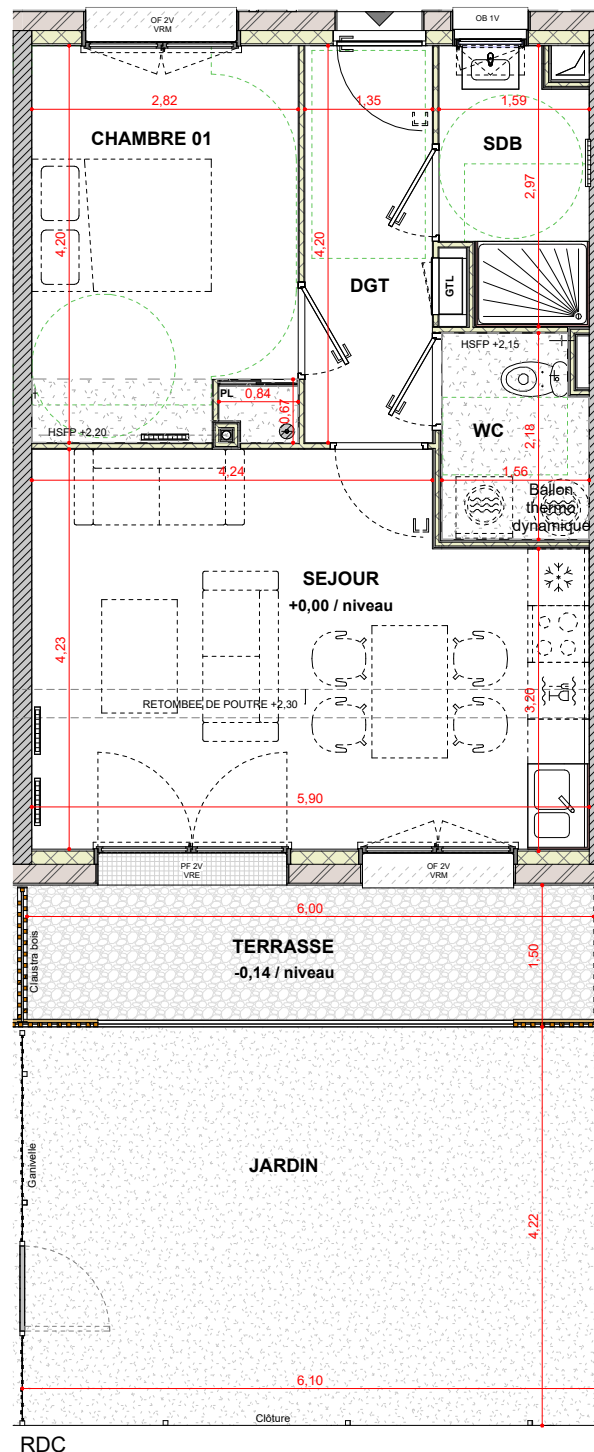 OF 2V
VRM
OB 1V
2,82
1,35
1,59
CHAMBRE 01
SDB
2,97
4,20
4,20
DGT
GTL
HSFP +2,15
PL
0,84
0,67
HSFP +2,20
WC
2,18
4,24
1,56
Ballon
thermo
dynamique
SEJOUR
+0,00 / niveau
4,23
3,20
RETOMBEE DE POUTRE +2,30
5,90
PF 2V
VRE
OF 2V
VRM
6,00
Claustra bois
TERRASSE
-0,14 / niveau
1,50
JARDIN
Ganivelle
4,22
6,10
Clôture
RDC